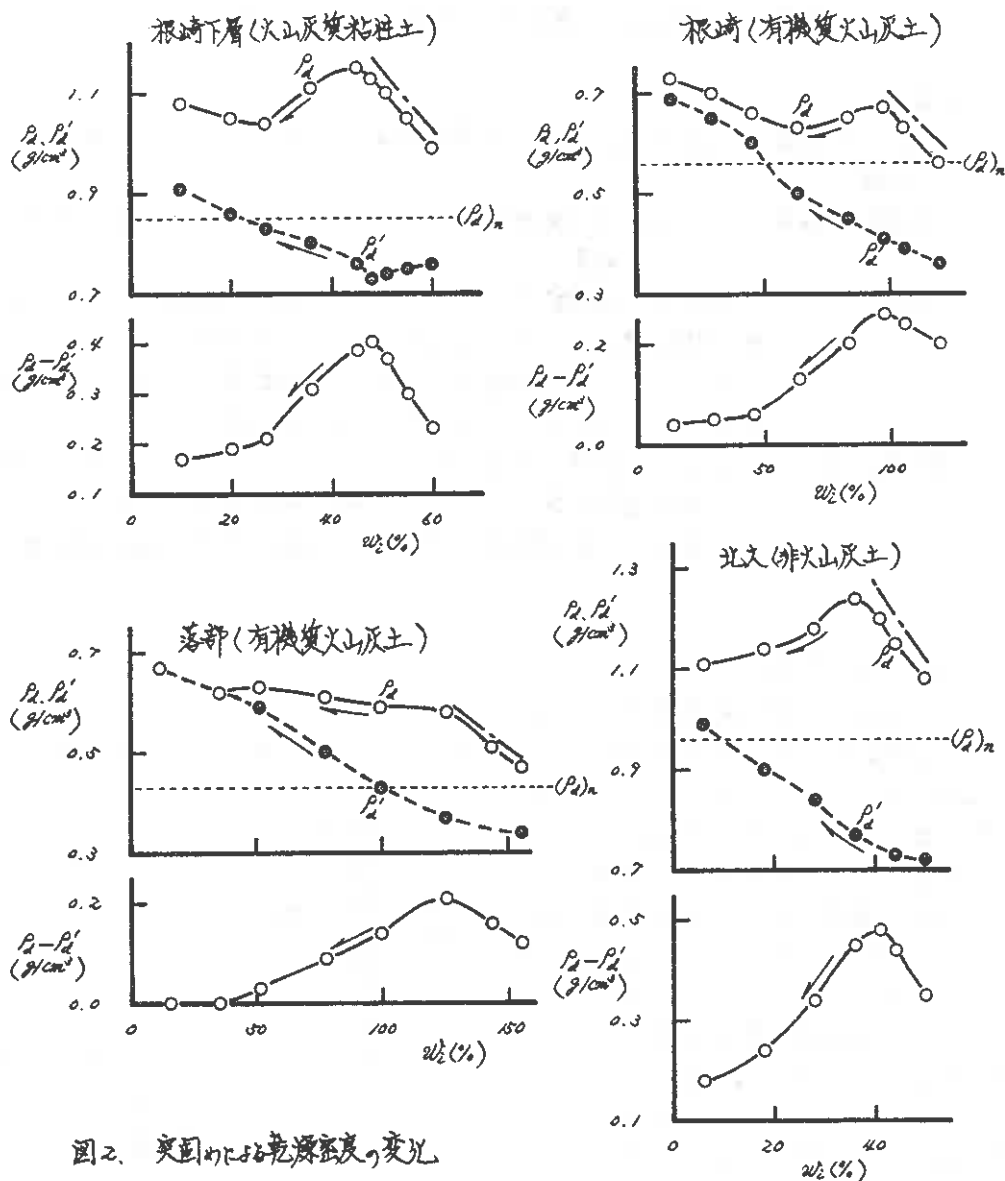 根崎下層(火山灰質粘性土)
ρd
1.1
ρd、ρd′
(g/cm³)
0.9
(ρd)n
ρd′
0.7
0.4
ρd−ρd′
(g/cm³)
0.3
0.2
0.1
0 20 40 60
wi(%)
根崎(有機質火山灰土)
0.7
ρd
ρd、ρd′
(g/cm³)
(ρd)n
0.5
ρd′
0.3
0.2
ρd−ρd′
(g/cm³)
0.0
0 50 100
wi(%)
落部(有機質火山灰土)
0.7
ρd、ρd′
(g/cm³)
ρd
0.5
(ρd)n
ρd′
0.3
0.2
ρd−ρd′
(g/cm³)
0.0
0 50 100 150
wi(%)
北文(非火山灰土)
1.3
ρd、ρd′
(g/cm³)
ρd
1.1
(ρd)n
0.9
ρd′
0.7
0.5
ρd−ρd′
(g/cm³)
0.3
0.1
0 20 40
wi(%)
図2、 突固めによる乾燥密度の変化